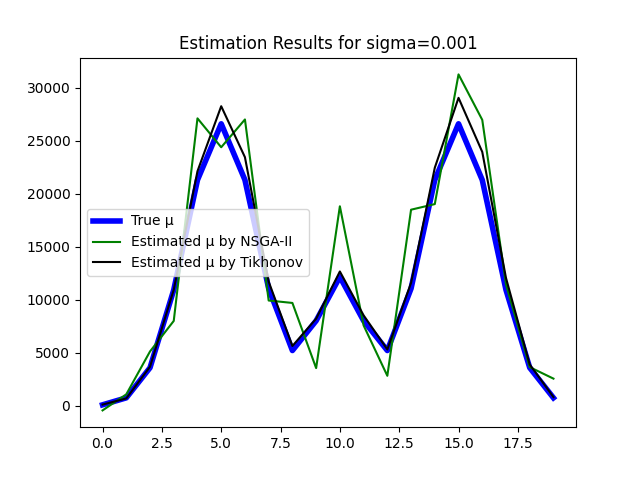 Estimation Results for sigma=0.001
30000
25000
20000
15000
10000
5000
0
True μ
Estimated μ by NSGA-II
Estimated μ by Tikhonov
0.0 2.5 5.0 7.5 10.0 12.5 15.0 17.5